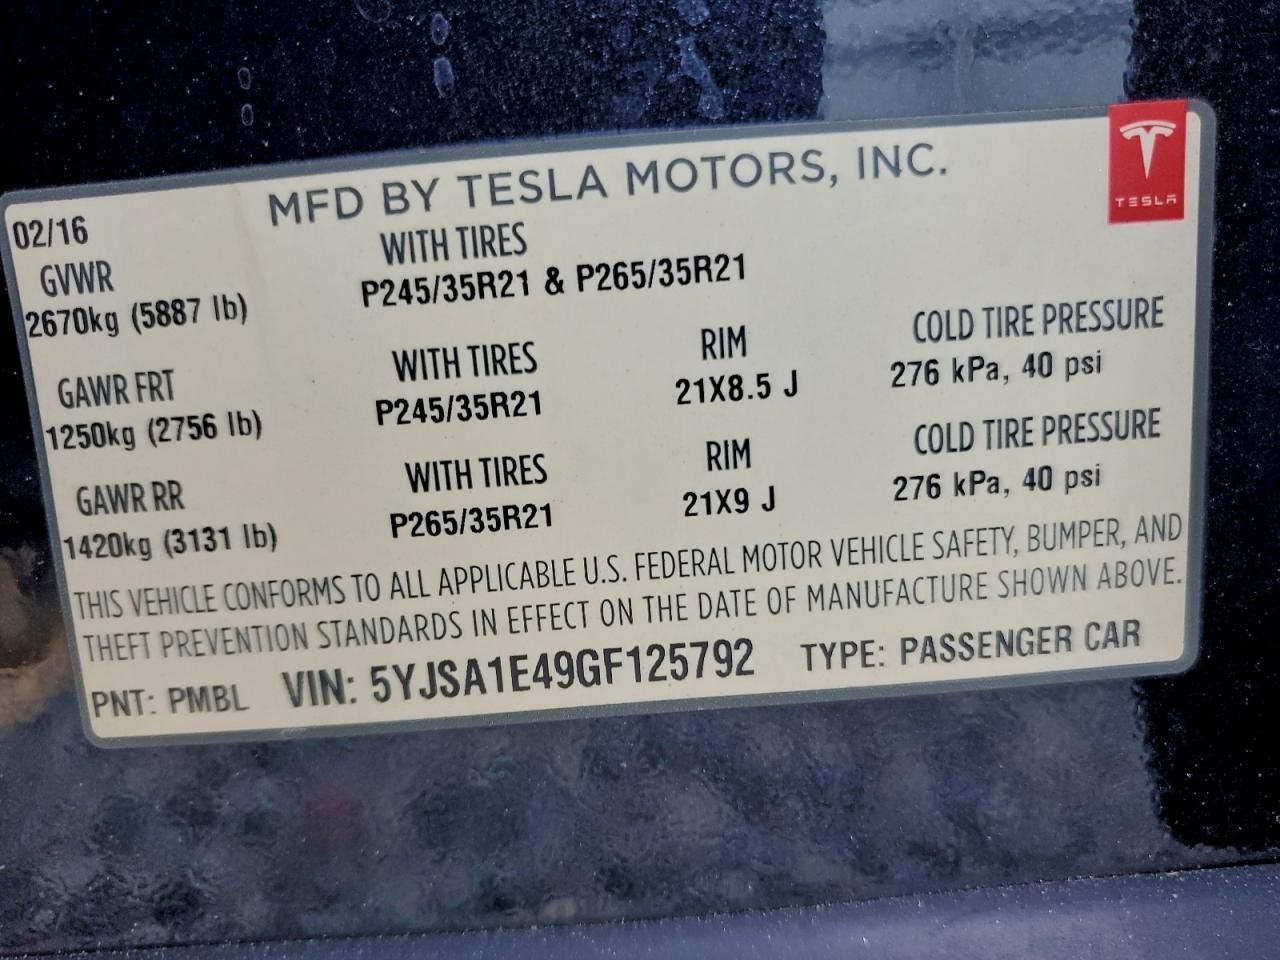 MFD BY TESLA MOTORS, INC.
TESLA
02/16
GVWR WITH TIRES
2670kg (5887 lb) P245/35R21 & P265/35R21
GAWR FRT WITH TIRES RIM COLD TIRE PRESSURE
1250kg (2756 lb) P245/35R21 21X8.5 J 276 kPa, 40 psi
GAWR RR WITH TIRES RIM COLD TIRE PRESSURE
1420kg (3131 lb) P265/35R21 21X9 J 276 kPa, 40 psi
THIS VEHICLE CONFORMS TO ALL APPLICABLE U.S. FEDERAL MOTOR VEHICLE SAFETY, BUMPER, AND
THEFT PREVENTION STANDARDS IN EFFECT ON THE DATE OF MANUFACTURE SHOWN ABOVE.
PNT: PMBL VIN: 5YJSA1E49GF125792 TYPE: PASSENGER CAR